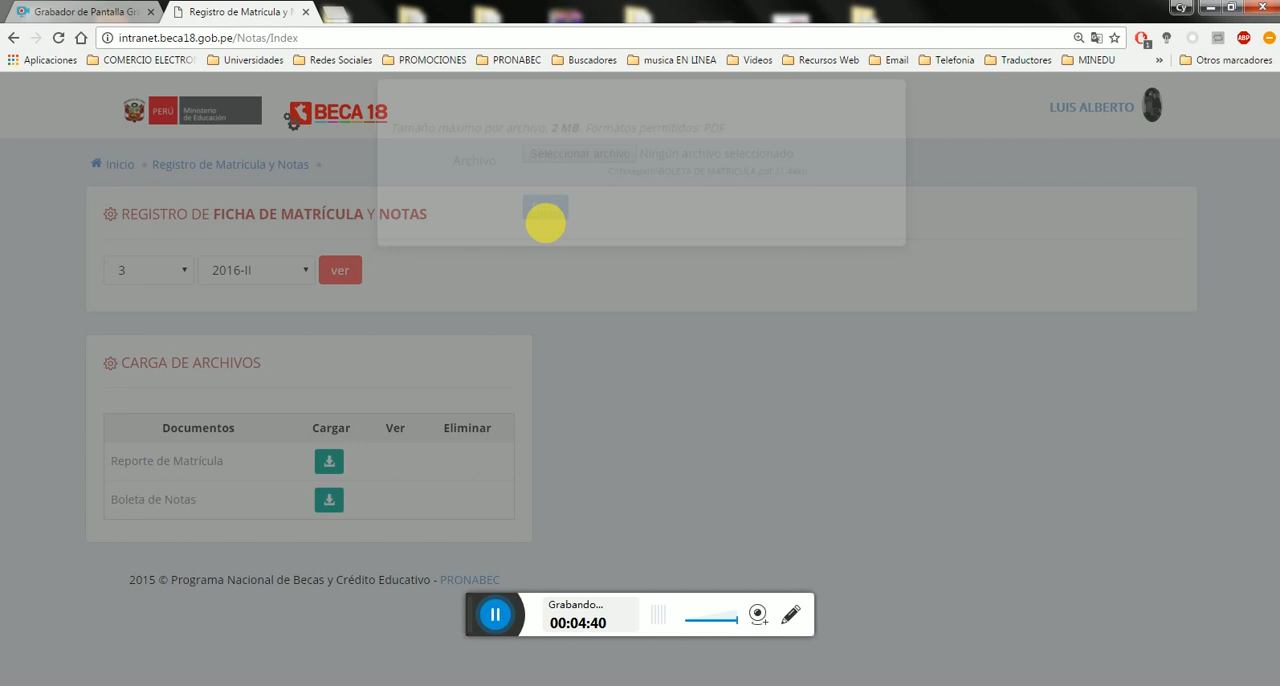 Grabador de Pantalla Gr
Registro de Matrícula y N
Cy
intranet.beca18.gob.pe/Notas/Index
1
ABP
Aplicaciones COMERCIO ELECTRO Universidades Redes Sociales PROMOCIONES PRONABEC Buscadores musica EN LINEA Videos Recursos Web Email Telefonia Traductores MINEDU » Otros marcadores
PERÚ Ministerio de Educación
BECA 18
LUIS ALBERTO
Tamaño máximo por archivo, 2 MB. Formatos permitidos: PDF
Archivo Seleccionar archivo Ningún archivo seleccionado
Inicio Registro de Matrícula y Notas
REGISTRO DE FICHA DE MATRÍCULA Y NOTAS
3 2016-II ver
CARGA DE ARCHIVOS
Documentos Cargar Ver Eliminar
Reporte de Matrícula
Boleta de Notas
2015 © Programa Nacional de Becas y Crédito Educativo - PRONABEC
Grabando...
00:04:40